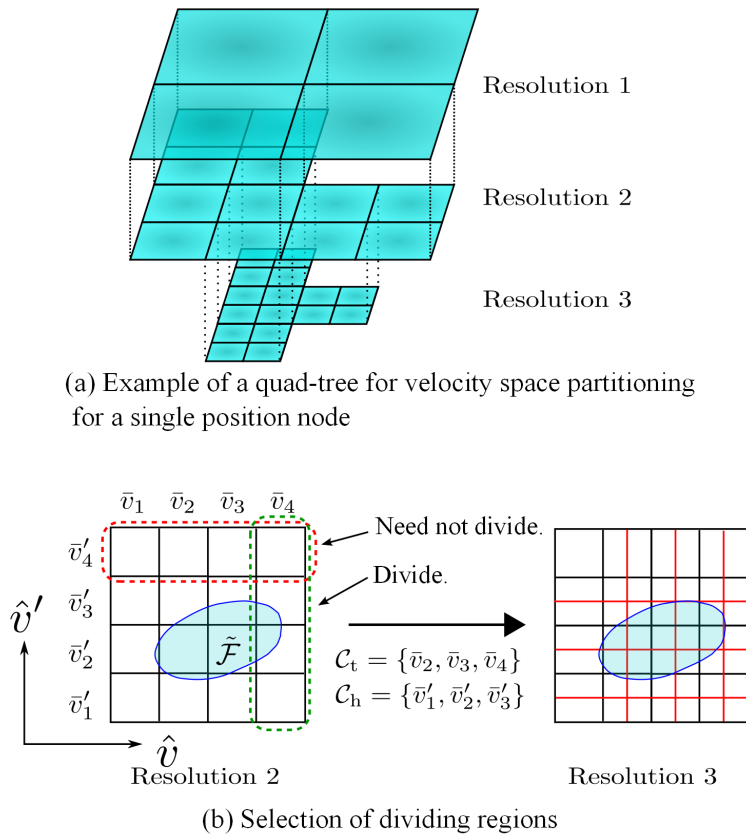 Resolution 1
Resolution 2
Resolution 3
(a) Example of a quad-tree for velocity space partitioning
for a single position node
v̄₁ v̄₂ v̄₃ v̄₄
Need not divide.
v̄′₄
Divide.
v̄′₃
v̂′
v̄′₂
F̃
v̄′₁
𝒞ₜ = {v̄₂, v̄₃, v̄₄}
𝒞ₕ = {v̄′₁, v̄′₂, v̄′₃}
v̂
Resolution 2
Resolution 3
(b) Selection of dividing regions